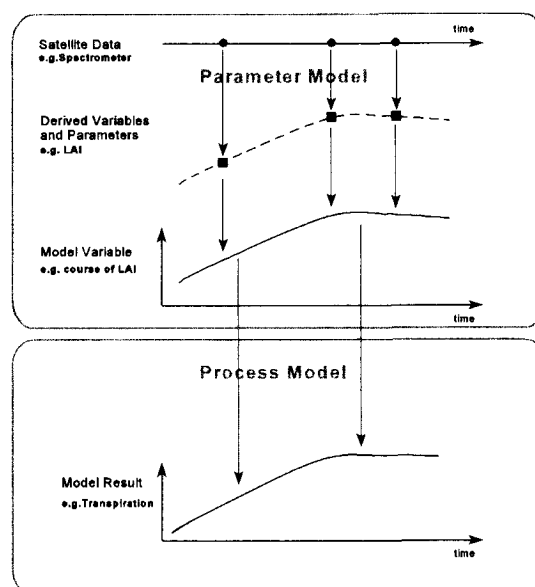 time
Satellite Data
e.g.Spectrometer
Parameter Model
Derived Variables
and Parameters
e.g. LAI
Model Variable
e.g. course of LAI
time
Process Model
Model Result
e.g.Transpiration
time